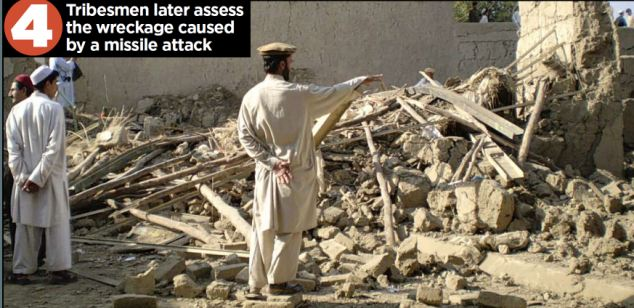 4
Tribesmen later assess
the wreckage caused
by a missile attack